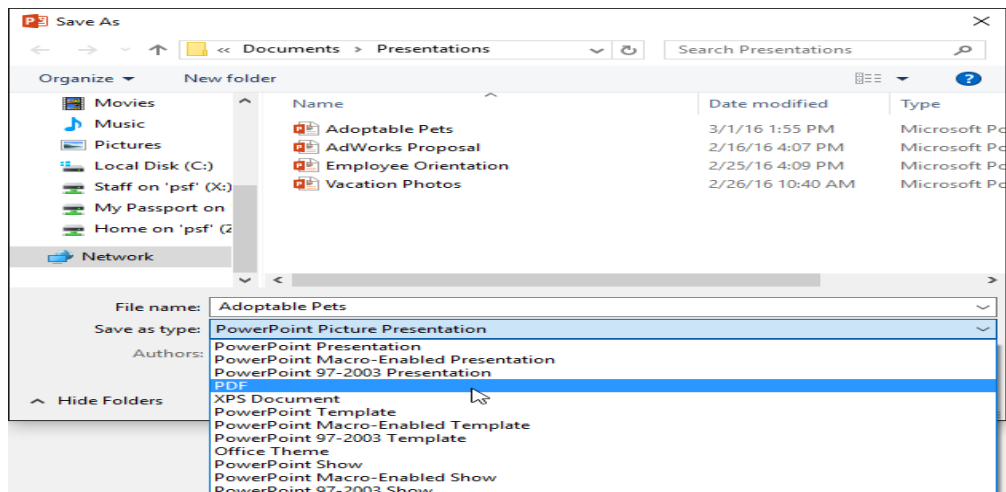 Save As
« Documents > Presentations
Search Presentations
Organize
New folder
Name
Date modified
Type
Movies
Music
Pictures
Local Disk (C:)
Staff on 'psf' (X:)
My Passport on
Home on 'psf' (Z
Network
Adoptable Pets 3/1/16 1:55 PM Microsoft Po
AdWorks Proposal 2/16/16 4:07 PM Microsoft Po
Employee Orientation 2/25/16 4:09 PM Microsoft Po
Vacation Photos 2/26/16 10:40 AM Microsoft Po
File name: Adoptable Pets
Save as type: PowerPoint Picture Presentation
Authors:
Hide Folders
PowerPoint Presentation
PowerPoint Macro-Enabled Presentation
PowerPoint 97-2003 Presentation
PDF
XPS Document
PowerPoint Template
PowerPoint Macro-Enabled Template
PowerPoint 97-2003 Template
Office Theme
PowerPoint Show
PowerPoint Macro-Enabled Show
PowerPoint 97-2003 Show